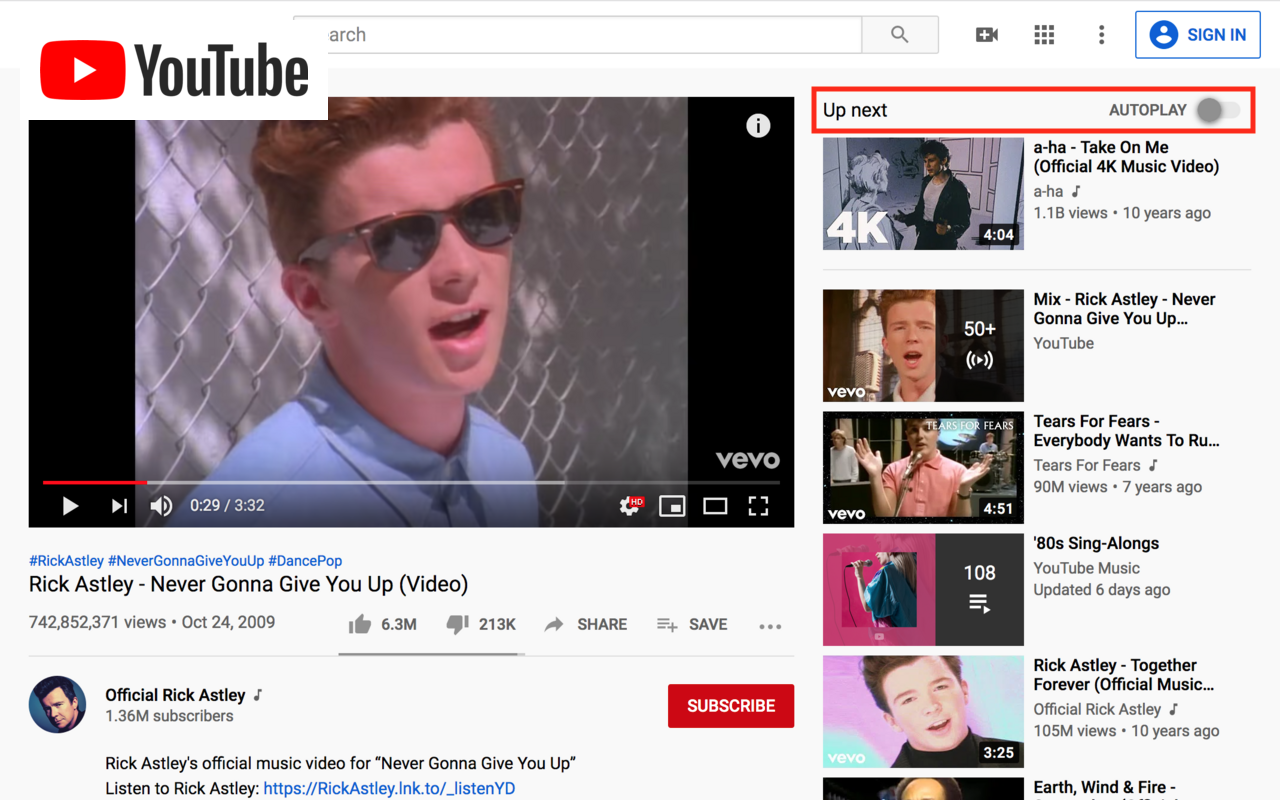 YouTube
earch
SIGN IN
Up next
AUTOPLAY
vevo
0:29 / 3:32
HD
#RickAstley #NeverGonnaGiveYouUp #DancePop
Rick Astley - Never Gonna Give You Up (Video)
742,852,371 views • Oct 24, 2009
6.3M
213K
SHARE
SAVE
Official Rick Astley
1.36M subscribers
SUBSCRIBE
Rick Astley's official music video for “Never Gonna Give You Up”
Listen to Rick Astley: https://RickAstley.lnk.to/_listenYD
4K
4:04
a-ha - Take On Me
(Official 4K Music Video)
a-ha
1.1B views • 10 years ago
50+
vevo
Mix - Rick Astley - Never
Gonna Give You Up...
YouTube
TEARS FOR FEARS
vevo
4:51
Tears For Fears -
Everybody Wants To Ru...
Tears For Fears
90M views • 7 years ago
108
'80s Sing-Alongs
YouTube Music
Updated 6 days ago
vevo
3:25
Rick Astley - Together
Forever (Official Music...
Official Rick Astley
105M views • 10 years ago
Earth, Wind & Fire -